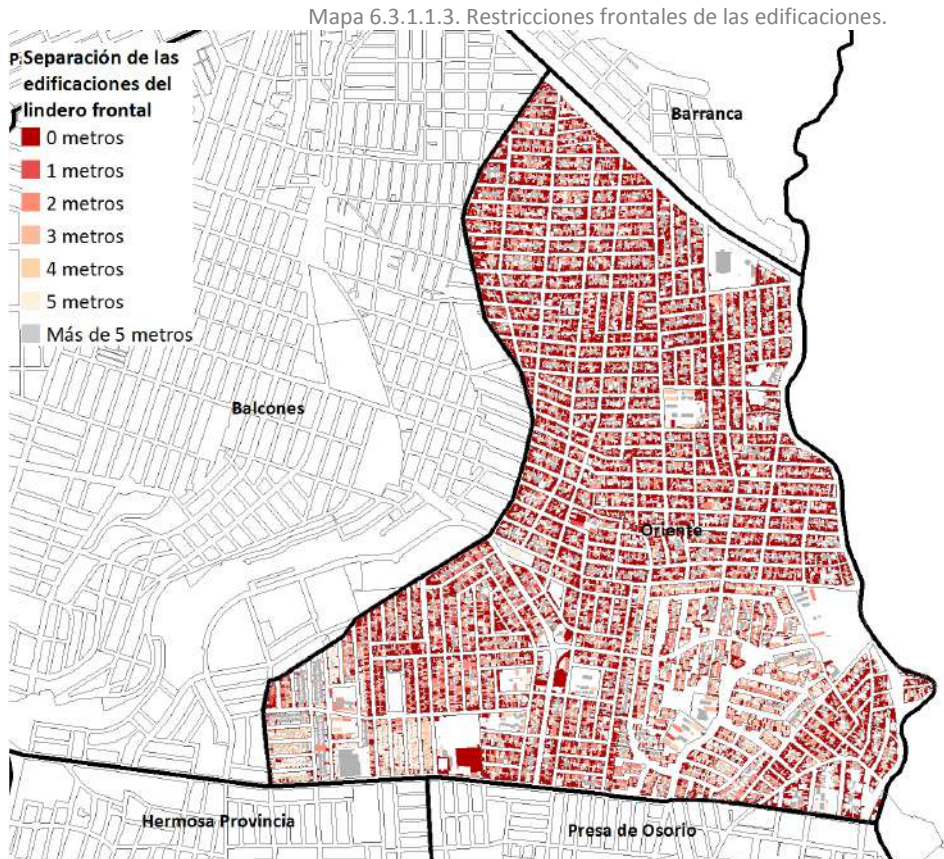 Mapa 6.3.1.1.3. Restricciones frontales de las edificaciones.
P
Separación de las
edificaciones del
lindero frontal
0 metros
1 metros
2 metros
3 metros
4 metros
5 metros
Más de 5 metros
Barranca
Balcones
Oriente
Hermosa Provincia
Presa de Osorio